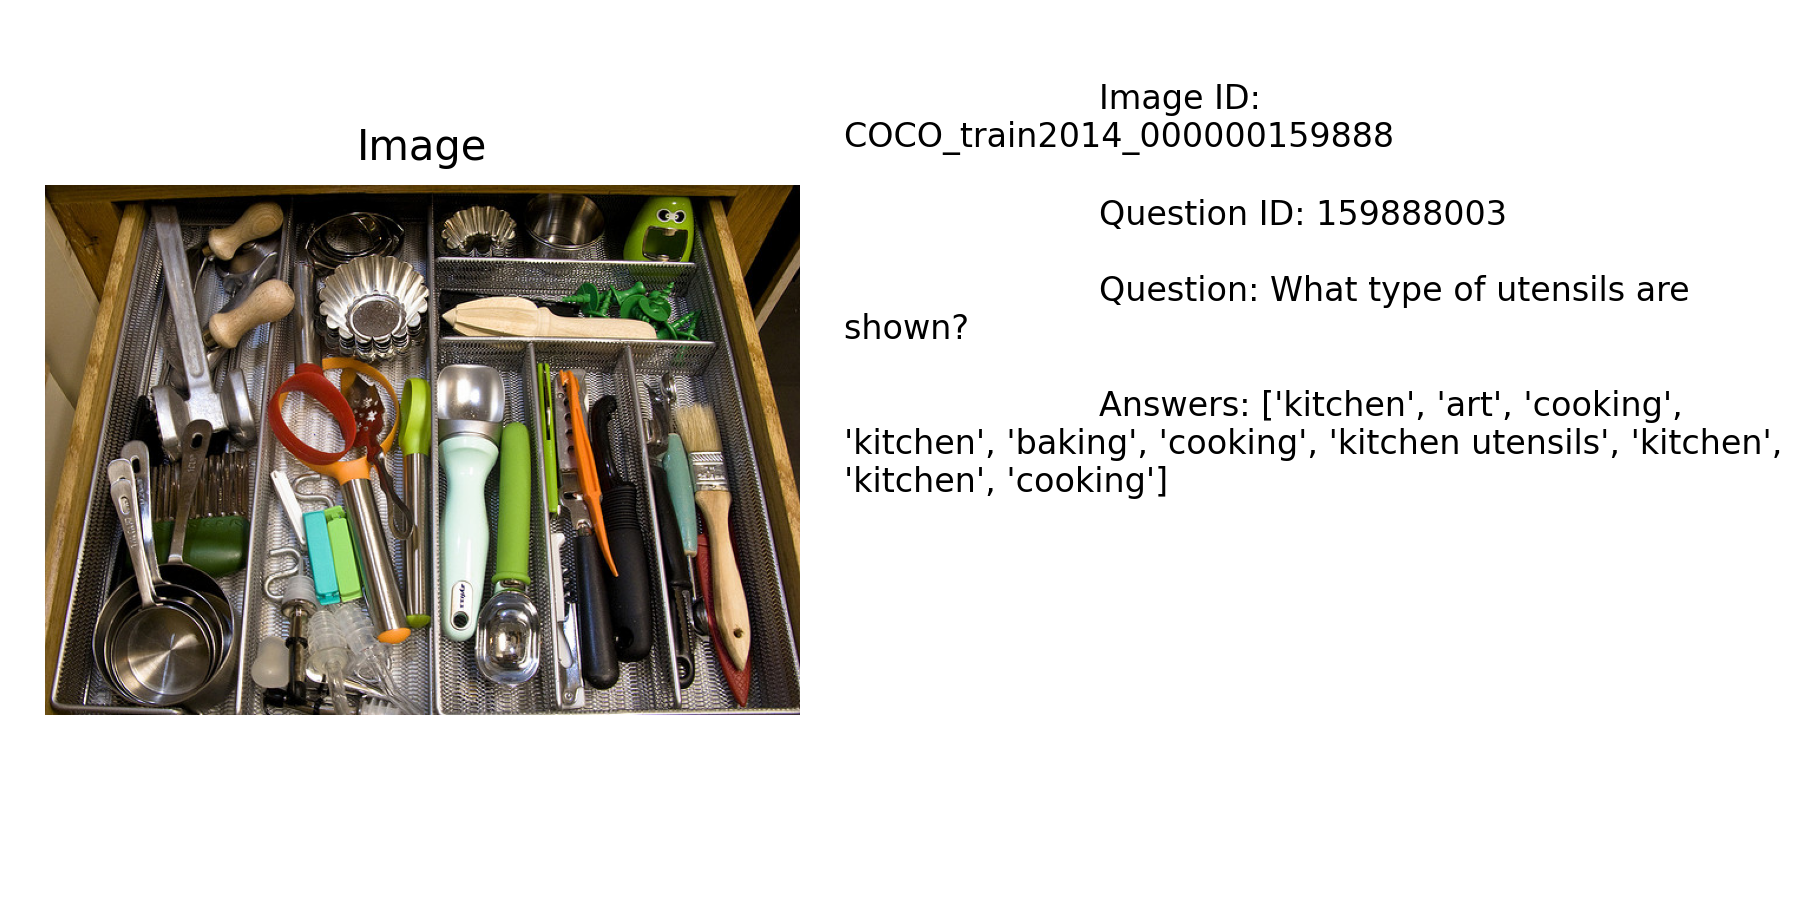 Image
Image ID:
COCO_train2014_000000159888
Question ID: 159888003
Question: What type of utensils are
shown?
Answers: ['kitchen', 'art', 'cooking',
'kitchen', 'baking', 'cooking', 'kitchen utensils', 'kitchen',
'kitchen', 'cooking']